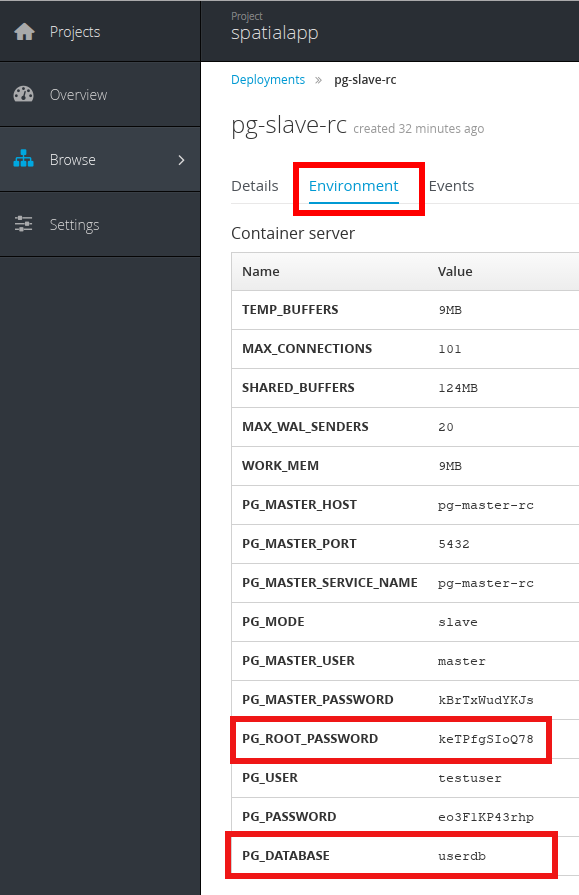 Projects
Overview
Browse
Settings
Project
spatialapp
Deployments » pg-slave-rc
pg-slave-rc created 32 minutes ago
Details Environment Events
Container server
Name Value
TEMP_BUFFERS 9MB
MAX_CONNECTIONS 101
SHARED_BUFFERS 124MB
MAX_WAL_SENDERS 20
WORK_MEM 9MB
PG_MASTER_HOST pg-master-rc
PG_MASTER_PORT 5432
PG_MASTER_SERVICE_NAME pg-master-rc
PG_MODE slave
PG_MASTER_USER master
PG_MASTER_PASSWORD kBrTxWudYKJs
PG_ROOT_PASSWORD keTPfgSIoQ78
PG_USER testuser
PG_PASSWORD eo3F1KP43rhp
PG_DATABASE userdb